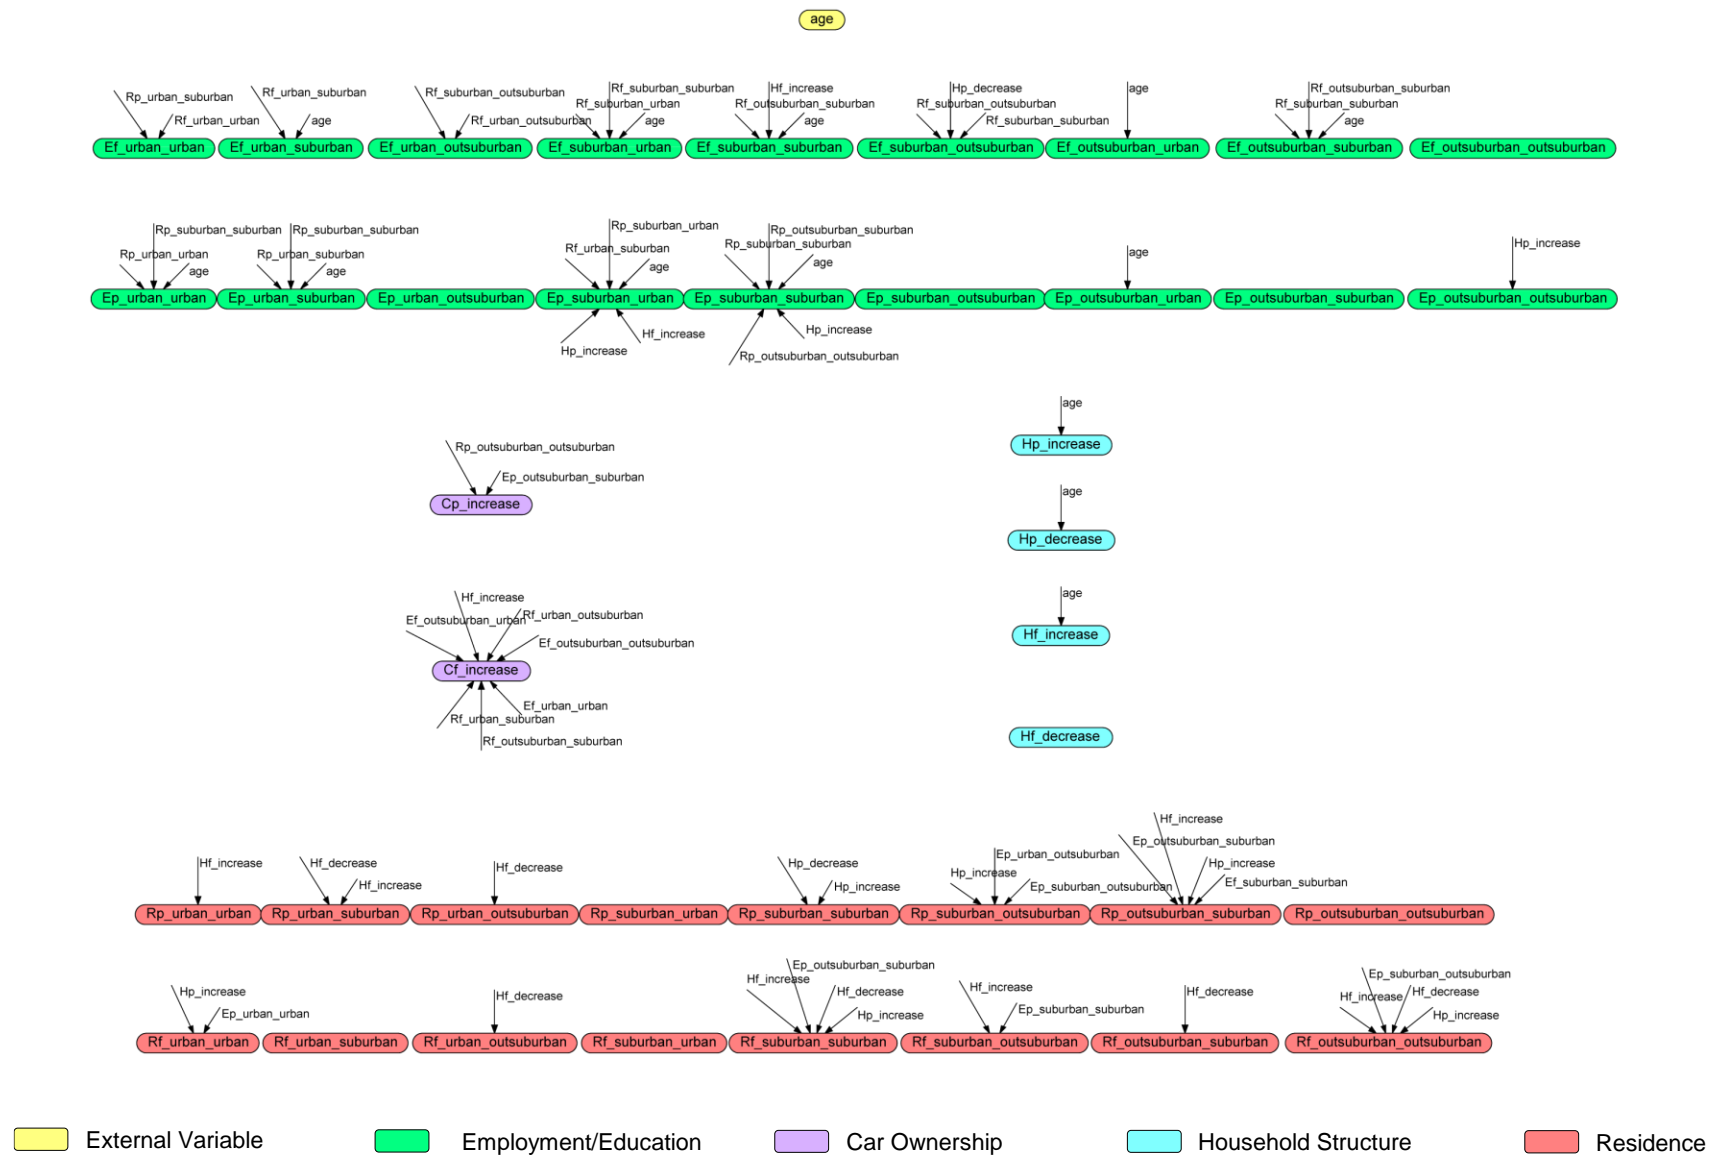 age
Rp_urban_suburban
Rf_urban_urban
Ef_urban_urban
Rf_urban_suburban
age
Ef_urban_suburban
Rf_suburban_outsuburban
Rf_urban_outsuburban
Ef_urban_outsuburban
Rf_suburban_suburban
Rf_suburban_urban
age
Ef_suburban_urban
Hf_increase
Rf_outsuburban_suburban
age
Ef_suburban_suburban
Hp_decrease
Rf_suburban_outsuburban
Rf_suburban_suburban
Ef_suburban_outsuburban
age
Ef_outsuburban_urban
Rf_outsuburban_suburban
Rf_suburban_suburban
age
Ef_outsuburban_suburban
Ef_outsuburban_outsuburban
Rp_suburban_suburban
Rp_urban_urban
age
Ep_urban_urban
Rp_suburban_suburban
Rp_urban_suburban
age
Ep_urban_suburban
Ep_urban_outsuburban
Rp_suburban_urban
Rf_urban_suburban
age
Ep_suburban_urban
Hf_increase
Hp_increase
Rp_outsuburban_suburban
Rp_suburban_suburban
age
Ep_suburban_suburban
Hp_increase
Rp_outsuburban_outsuburban
Ep_suburban_outsuburban
age
Ep_outsuburban_urban
Ep_outsuburban_suburban
Hp_increase
Ep_outsuburban_outsuburban
age
Hp_increase
Rp_outsuburban_outsuburban
Ep_outsuburban_suburban
Cp_increase
age
Hp_decrease
Hf_increase
Rf_urban_outsuburban
Ef_outsuburban_urban
Ef_outsuburban_outsuburban
Cf_increase
Ef_urban_urban
Rf_urban_suburban
Rf_outsuburban_suburban
age
Hf_increase
Hf_decrease
Hf_increase
Rp_urban_urban
Hf_decrease
Hf_increase
Rp_urban_suburban
Hf_decrease
Rp_urban_outsuburban
Rp_suburban_urban
Hp_decrease
Hp_increase
Rp_suburban_suburban
Ep_urban_outsuburban
Hp_increase
Ep_suburban_outsuburban
Rp_suburban_outsuburban
Hf_increase
Ep_outsuburban_suburban
Hp_increase
Ef_suburban_suburban
Rp_outsuburban_suburban
Rp_outsuburban_outsuburban
Hp_increase
Ep_urban_urban
Rf_urban_urban
Rf_urban_suburban
Hf_decrease
Rf_urban_outsuburban
Rf_suburban_urban
Ep_outsuburban_suburban
Hf_increase
Hf_decrease
Hp_increase
Rf_suburban_suburban
Hf_increase
Ep_suburban_suburban
Rf_suburban_outsuburban
Hf_decrease
Rf_outsuburban_suburban
Ep_suburban_outsuburban
Hf_increase
Hf_decrease
Hp_increase
Rf_outsuburban_outsuburban
External Variable
Employment/Education
Car Ownership
Household Structure
Residence